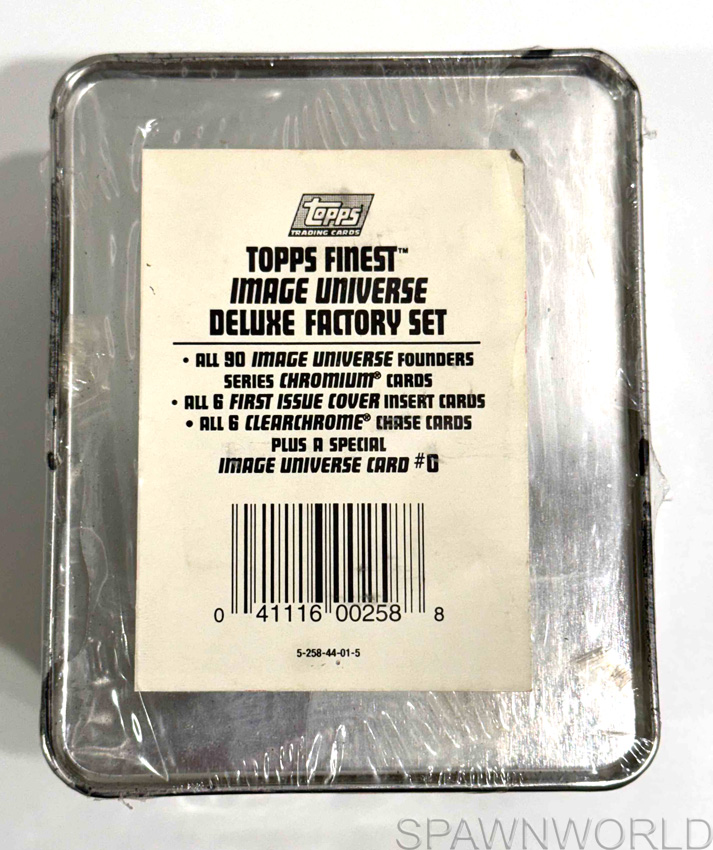 topps
TRADING CARDS
TOPPS FINEST™
IMAGE UNIVERSE
DELUXE FACTORY SET
• ALL 90 IMAGE UNIVERSE FOUNDERS
SERIES CHROMIUM® CARDS
• ALL 6 FIRST ISSUE COVER INSERT CARDS
• ALL 6 CLEARCHROME® CHASE CARDS
PLUS A SPECIAL
IMAGE UNIVERSE CARD #0
0 41116 00258 8
5-258-44-01-5
SPAWNWORLD